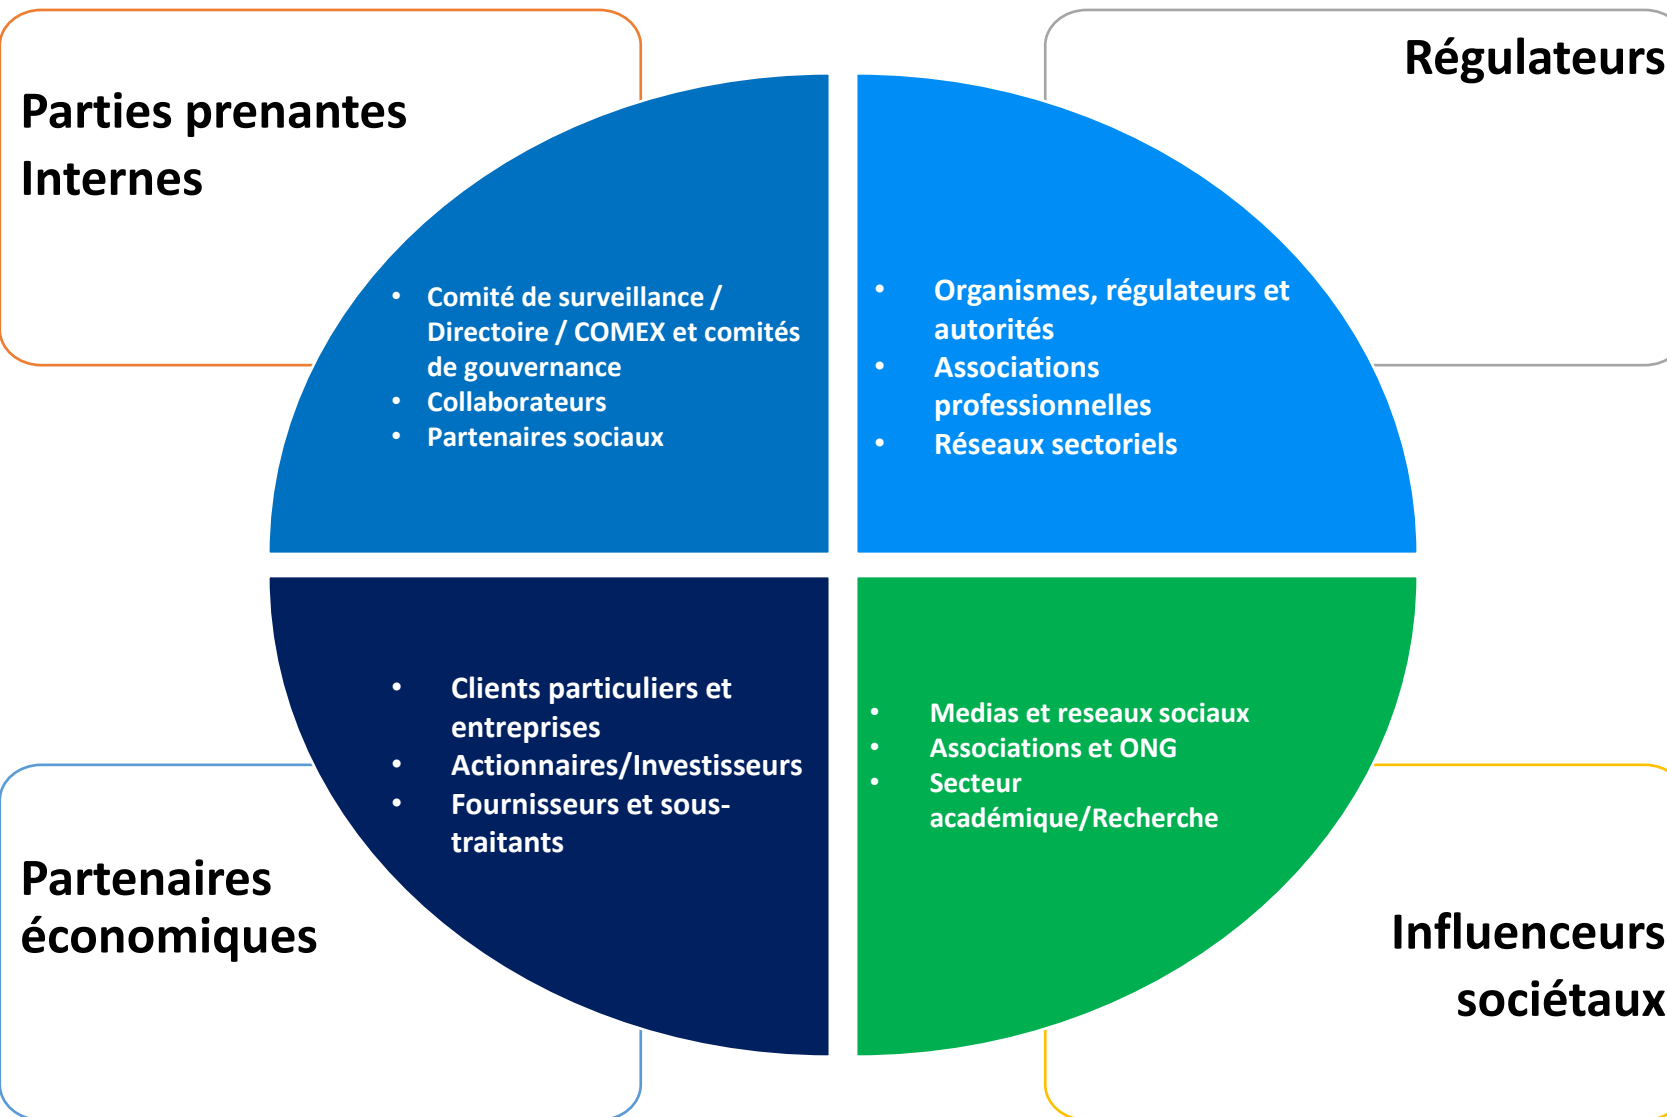 Parties prenantes
Internes
Régulateurs
• Comité de surveillance /
Directoire / COMEX et comités
de gouvernance
• Collaborateurs
• Partenaires sociaux
• Organismes, régulateurs et
autorités
• Associations
professionnelles
• Réseaux sectoriels
• Clients particuliers et
entreprises
• Actionnaires/Investisseurs
• Fournisseurs et sous-
traitants
• Medias et reseaux sociaux
• Associations et ONG
• Secteur
académique/Recherche
Partenaires
économiques
Influenceurs
sociétaux